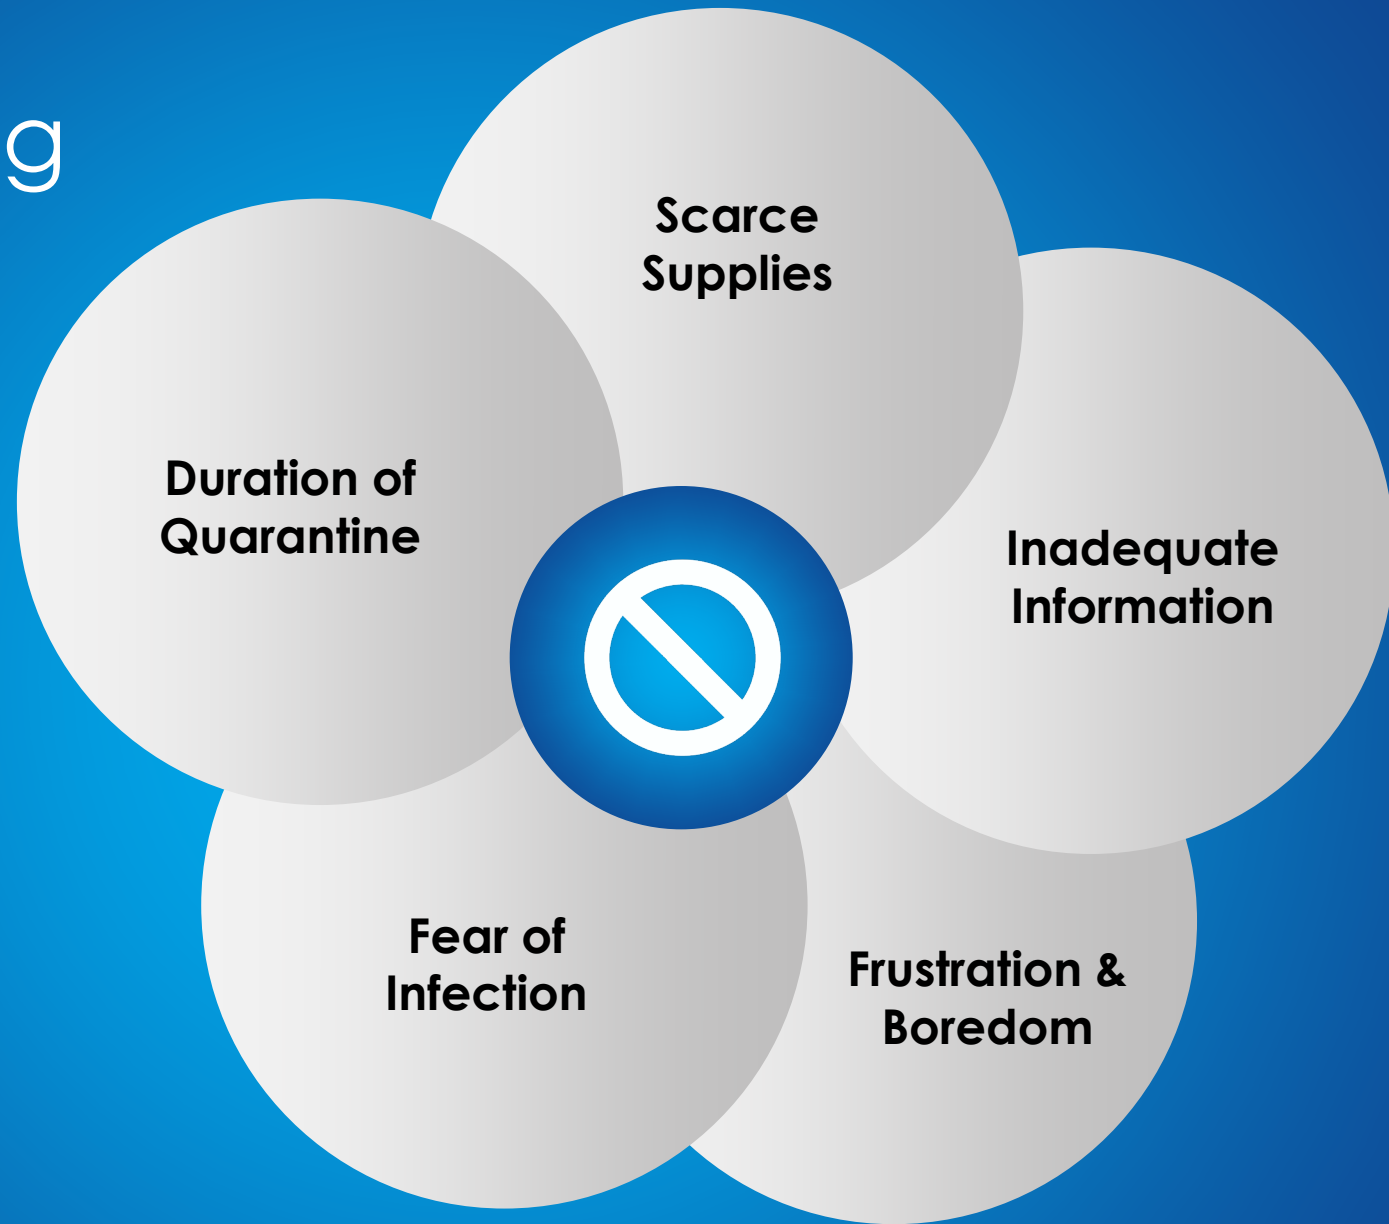 g
Scarce
Supplies
Duration of
Quarantine
Inadequate
Information
Fear of
Infection
Frustration &
Boredom